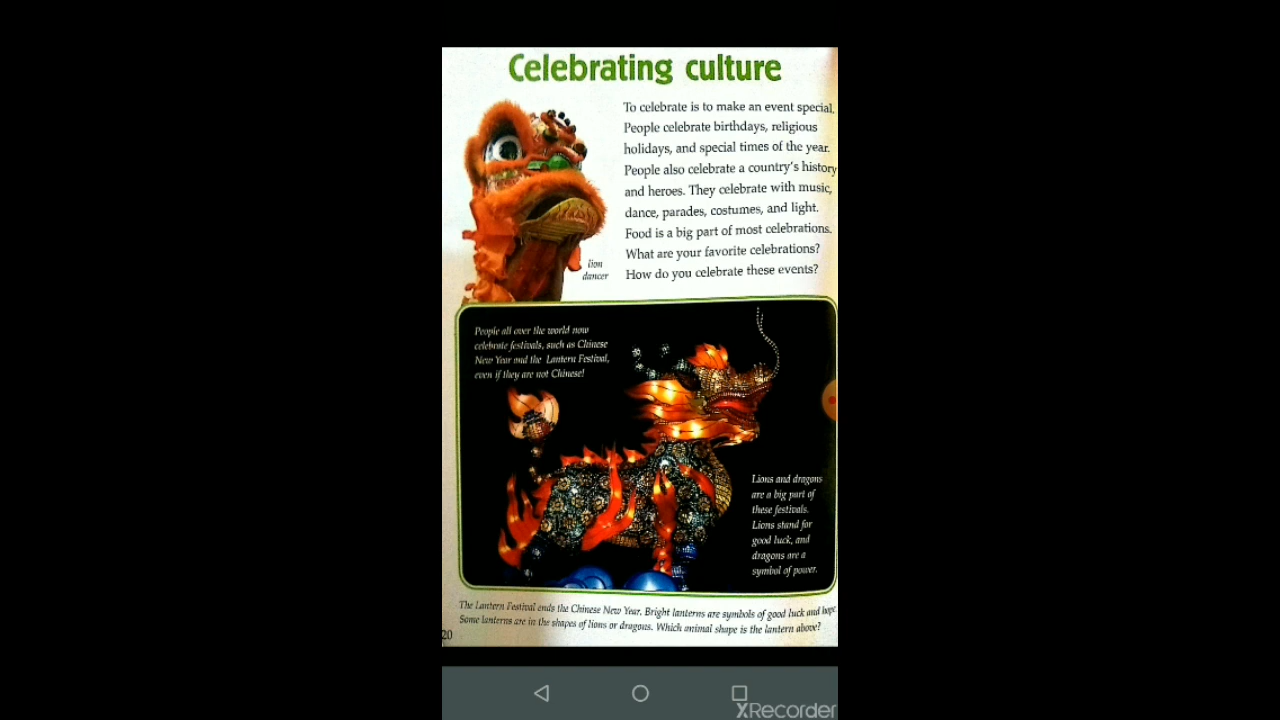 Celebrating culture
To celebrate is to make an event special.
People celebrate birthdays, religious
holidays, and special times of the year.
People also celebrate a country's history
and heroes. They celebrate with music,
dance, parades, costumes, and light.
Food is a big part of most celebrations.
What are your favorite celebrations?
How do you celebrate these events?
lion
dancer
People all over the world now
celebrate festivals, such as Chinese
New Year and the Lantern Festival,
even if they are not Chinese!
Lions and dragons
are a big part of
these festivals.
Lions stand for
good luck, and
dragons are a
symbol of power.
The Lantern Festival ends the Chinese New Year. Bright lanterns are symbols of good luck and hope.
Some lanterns are in the shapes of lions or dragons. Which animal shape is the lantern above?
20
XRecorder